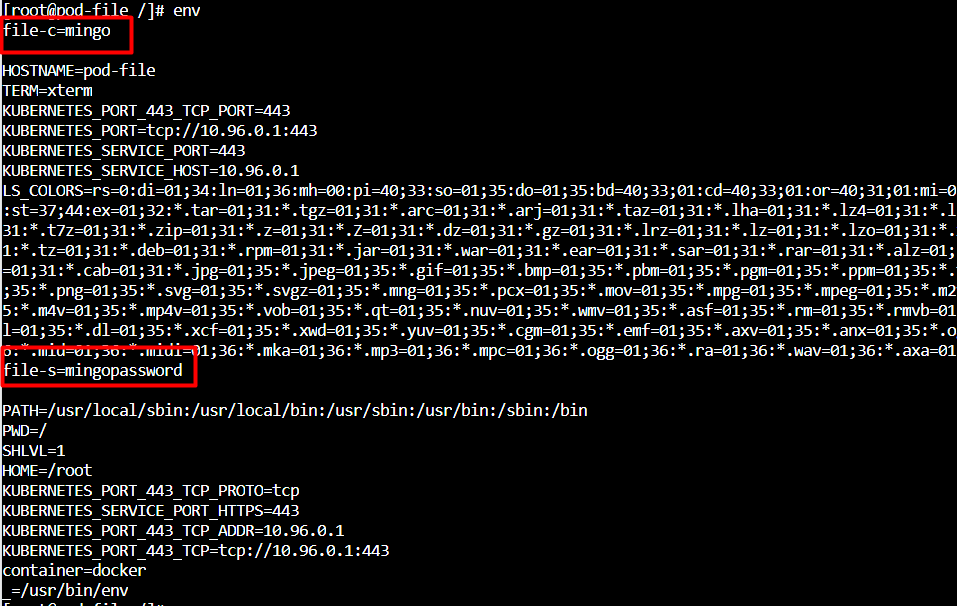 [root@pod-file /]# env
file-c=mingo
HOSTNAME=pod-file
TERM=xterm
KUBERNETES_PORT_443_TCP_PORT=443
KUBERNETES_PORT=tcp://10.96.0.1:443
KUBERNETES_SERVICE_PORT=443
KUBERNETES_SERVICE_HOST=10.96.0.1
LS_COLORS=rs=0:di=01;34:ln=01;36:mh=00:pi=40;33:so=01;35:do=01;35:bd=40;33;01:cd=40;33;01:or=40;31;01:mi=0
:st=37;44:ex=01;32:*.tar=01;31:*.tgz=01;31:*.arc=01;31:*.arj=01;31:*.taz=01;31:*.lha=01;31:*.lz4=01;31:*.l
31:*.t7z=01;31:*.zip=01;31:*.z=01;31:*.Z=01;31:*.dz=01;31:*.gz=01;31:*.lrz=01;31:*.lz=01;31:*.lzo=01;31:*.
1:*.tz=01;31:*.deb=01;31:*.rpm=01;31:*.jar=01;31:*.war=01;31:*.ear=01;31:*.sar=01;31:*.rar=01;31:*.alz=01;
=01;31:*.cab=01;31:*.jpg=01;35:*.jpeg=01;35:*.gif=01;35:*.bmp=01;35:*.pbm=01;35:*.pgm=01;35:*.ppm=01;35:*.
;35:*.png=01;35:*.svg=01;35:*.svgz=01;35:*.mng=01;35:*.pcx=01;35:*.mov=01;35:*.mpg=01;35:*.mpeg=01;35:*.m2
5:*.m4v=01;35:*.mp4v=01;35:*.vob=01;35:*.qt=01;35:*.nuv=01;35:*.wmv=01;35:*.asf=01;35:*.rm=01;35:*.rmvb=01
l=01;35:*.dl=01;35:*.xcf=01;35:*.xwd=01;35:*.yuv=01;35:*.cgm=01;35:*.emf=01;35:*.axv=01;35:*.anx=01;35:*.o
6:*.mid=01;36:*.midi=01;36:*.mka=01;36:*.mp3=01;36:*.mpc=01;36:*.ogg=01;36:*.ra=01;36:*.wav=01;36:*.axa=01
file-s=mingopassword
PATH=/usr/local/sbin:/usr/local/bin:/usr/sbin:/usr/bin:/sbin:/bin
PWD=/
SHLVL=1
HOME=/root
KUBERNETES_PORT_443_TCP_PROTO=tcp
KUBERNETES_SERVICE_PORT_HTTPS=443
KUBERNETES_PORT_443_TCP_ADDR=10.96.0.1
KUBERNETES_PORT_443_TCP=tcp://10.96.0.1:443
container=docker
_=/usr/bin/env
[root@pod-file /]#